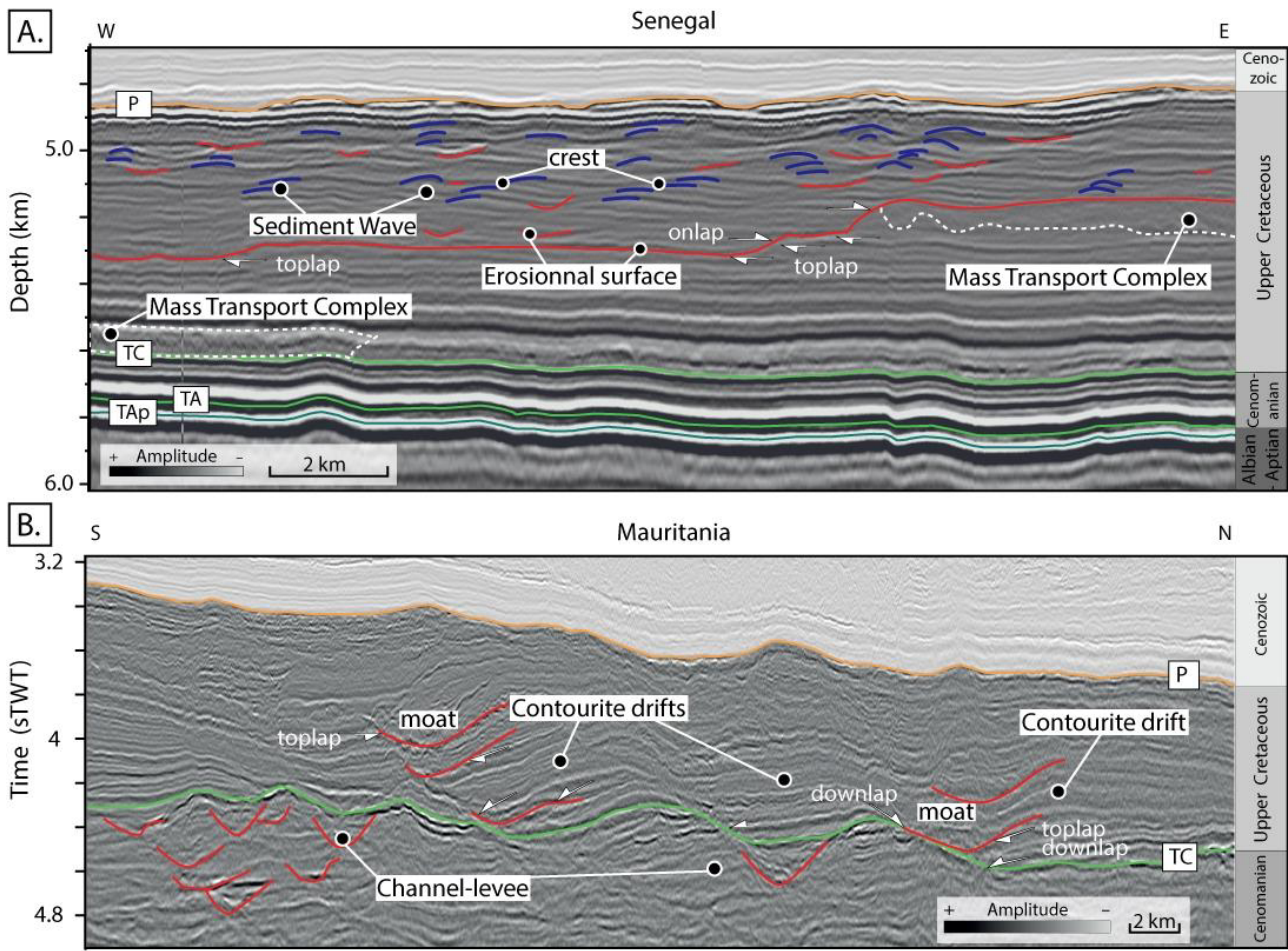 A.
W
Senegal
E
Ceno-
zoic
P
5.0
crest
Sediment Wave
onlap
toplap
toplap
Erosionnal surface
Mass Transport Complex
Upper Cretaceous
Depth (km)
Mass Transport Complex
TC
TA
TAp
Cenom-
anian
Albian
- Aptian
+ Amplitude –
2 km
6.0
B.
S
Mauritania
N
3.2
Cenozoic
P
moat
Contourite drifts
Contourite drift
toplap
4
Time (sTWT)
Upper Cretaceous
downlap
moat
toplap
downlap
TC
Channel-levee
Cenomanian
+ Amplitude –
2 km
4.8